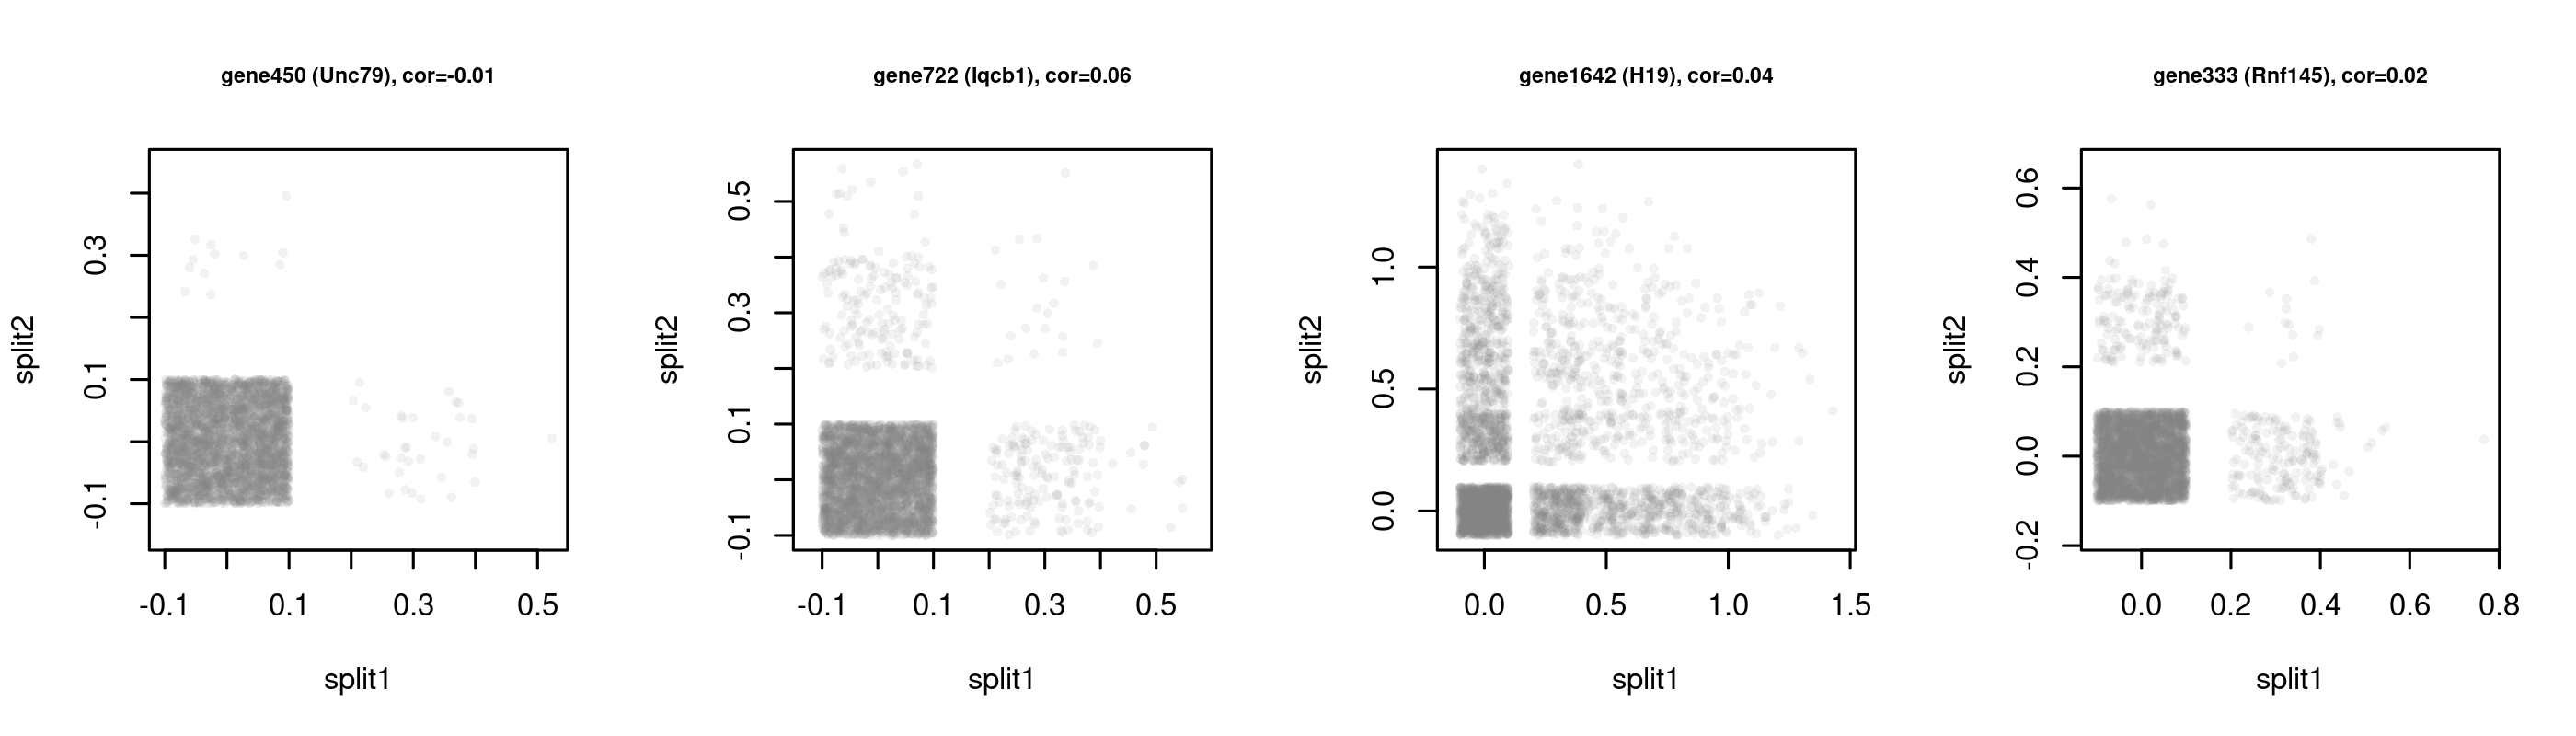 gene450 (Unc79), cor=-0.01
split2
-0.1 0.1 0.3
-0.1 0.1 0.3 0.5
split1
gene722 (Iqcb1), cor=0.06
split2
-0.1 0.1 0.3 0.5
-0.1 0.1 0.3 0.5
split1
gene1642 (H19), cor=0.04
split2
0.0 0.5 1.0
0.0 0.5 1.0 1.5
split1
gene333 (Rnf145), cor=0.02
split2
-0.2 0.0 0.2 0.4 0.6
0.0 0.2 0.4 0.6 0.8
split1